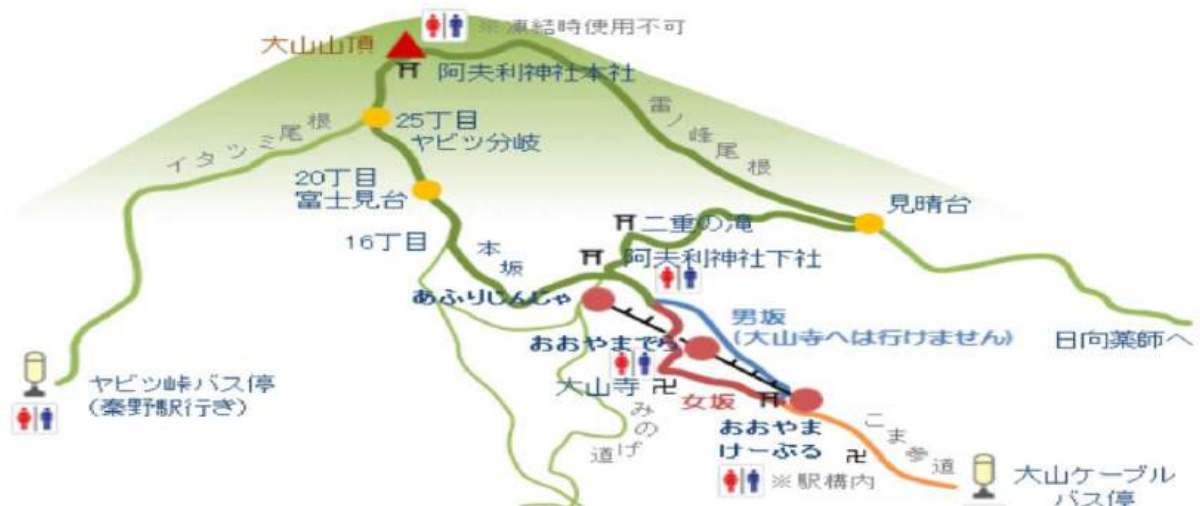 ※凍結時使用不可
大山山頂
阿夫利神社本社
雷ノ峰尾根
25丁目
ヤビツ分岐
イタツミ尾根
20丁目
富士見台
見晴台
二重の滝
16丁目
本坂
阿夫利神社下社
あふりじんじゃ
男坂
(大山寺へは行けません)
おおやまでら
日向薬師へ
ヤビツ峠バス停
(秦野駅行き)
大山寺
卍
女坂
みのげ道
おおやま
けーぶる
こま参道
卍
※駅構内
大山ケーブル
バス停